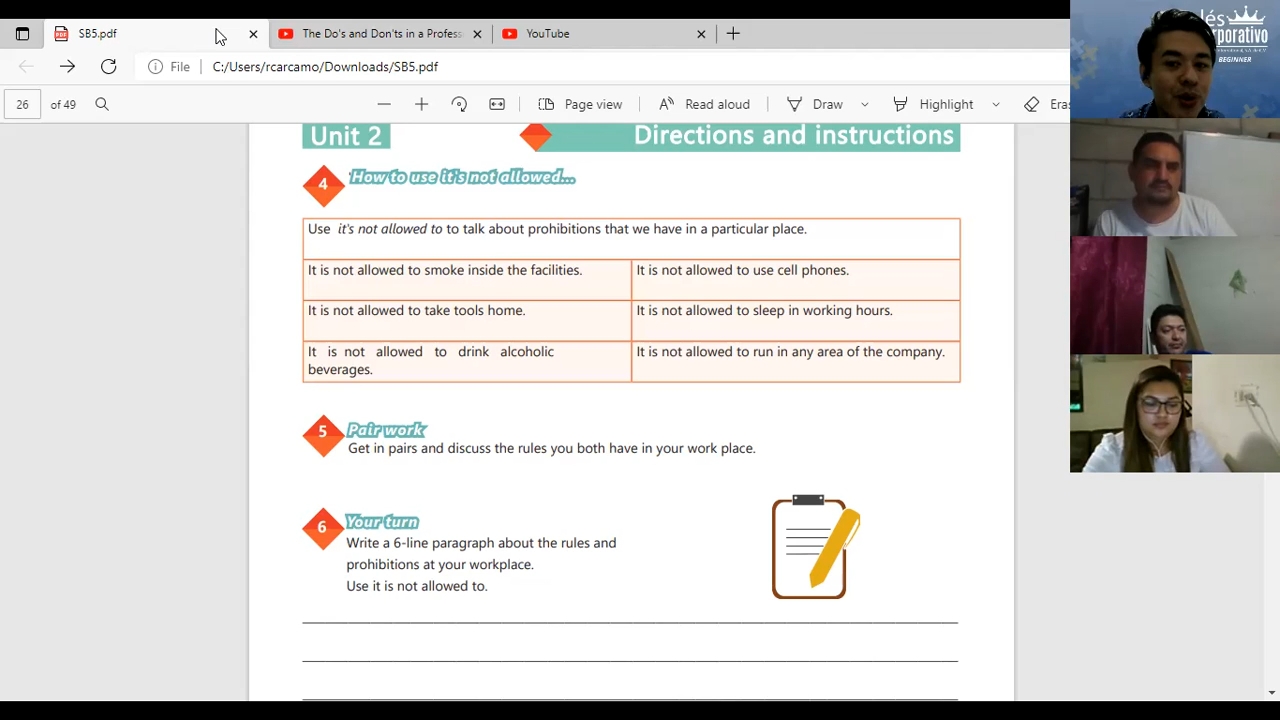 SB5.pdf
The Do's and Don'ts in a Profess
YouTube
File
C:/Users/rcarcamo/Downloads/SB5.pdf
26 of 49
Page view
Read aloud
Draw
Highlight
Eras
Unit 2
Directions and instructions
4
How to use it's not allowed...
Use it's not allowed to to talk about prohibitions that we have in a particular place.
It is not allowed to smoke inside the facilities.
It is not allowed to use cell phones.
It is not allowed to take tools home.
It is not allowed to sleep in working hours.
It is not allowed to drink alcoholic
beverages.
It is not allowed to run in any area of the company.
5
Pair work
Get in pairs and discuss the rules you both have in your work place.
6
Your turn
Write a 6-line paragraph about the rules and
prohibitions at your workplace.
Use it is not allowed to.
BEGINNER